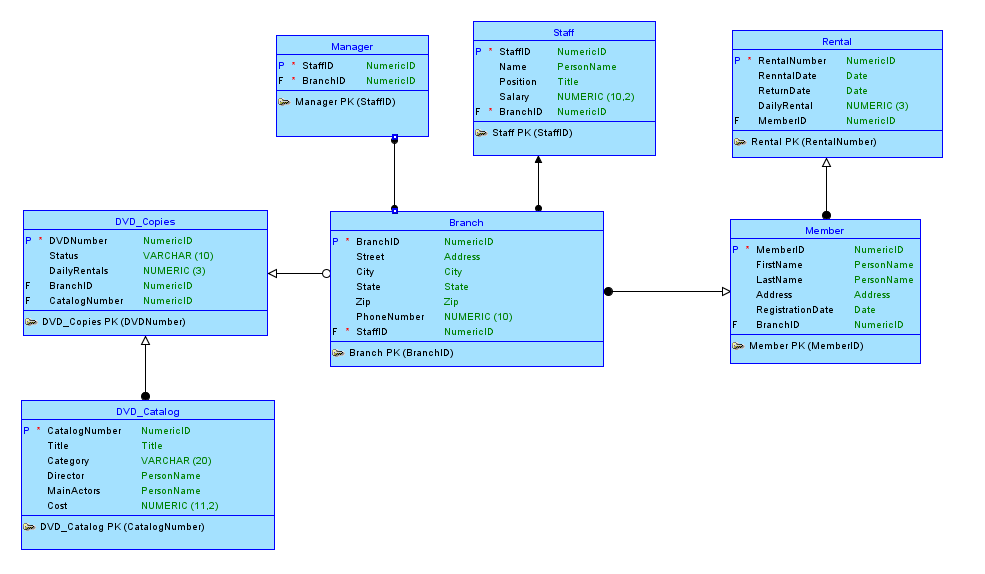 Manager
P * StaffID NumericID
F * BranchID NumericID
Manager PK (StaffID)
Staff
P * StaffID NumericID
Name PersonName
Position Title
Salary NUMERIC (10,2)
F * BranchID NumericID
Staff PK (StaffID)
Rental
P * RentalNumber NumericID
RenntalDate Date
ReturnDate Date
DailyRental NUMERIC (3)
F MemberID NumericID
Rental PK (RentalNumber)
DVD_Copies
P * DVDNumber NumericID
Status VARCHAR (10)
DailyRentals NUMERIC (3)
F BranchID NumericID
F CatalogNumber NumericID
DVD_Copies PK (DVDNumber)
Branch
P * BranchID NumericID
Street Address
City City
State State
Zip Zip
PhoneNumber NUMERIC (10)
F * StaffID NumericID
Branch PK (BranchID)
Member
P * MemberID NumericID
FirstName PersonName
LastName PersonName
Address Address
RegistrationDate Date
F BranchID NumericID
Member PK (MemberID)
DVD_Catalog
P * CatalogNumber NumericID
Title Title
Category VARCHAR (20)
Director PersonName
MainActors PersonName
Cost NUMERIC (11,2)
DVD_Catalog PK (CatalogNumber)